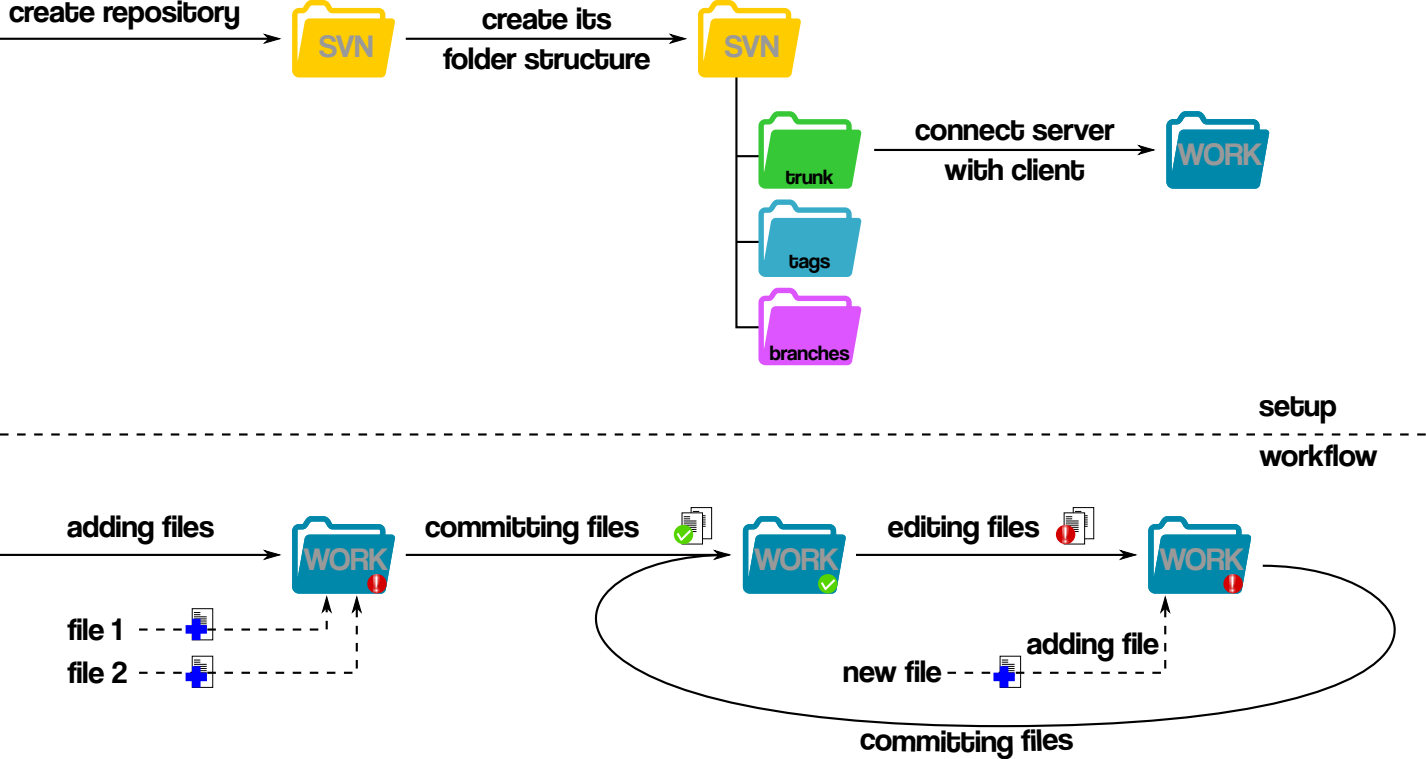 create repository
SVN
create its
folder structure
SVN
trunk
connect server
with client
WORK
tags
branches
setup
workflow
adding files
WORK
committing files
WORK
editing files
WORK
file 1
file 2
adding file
new file
committing files